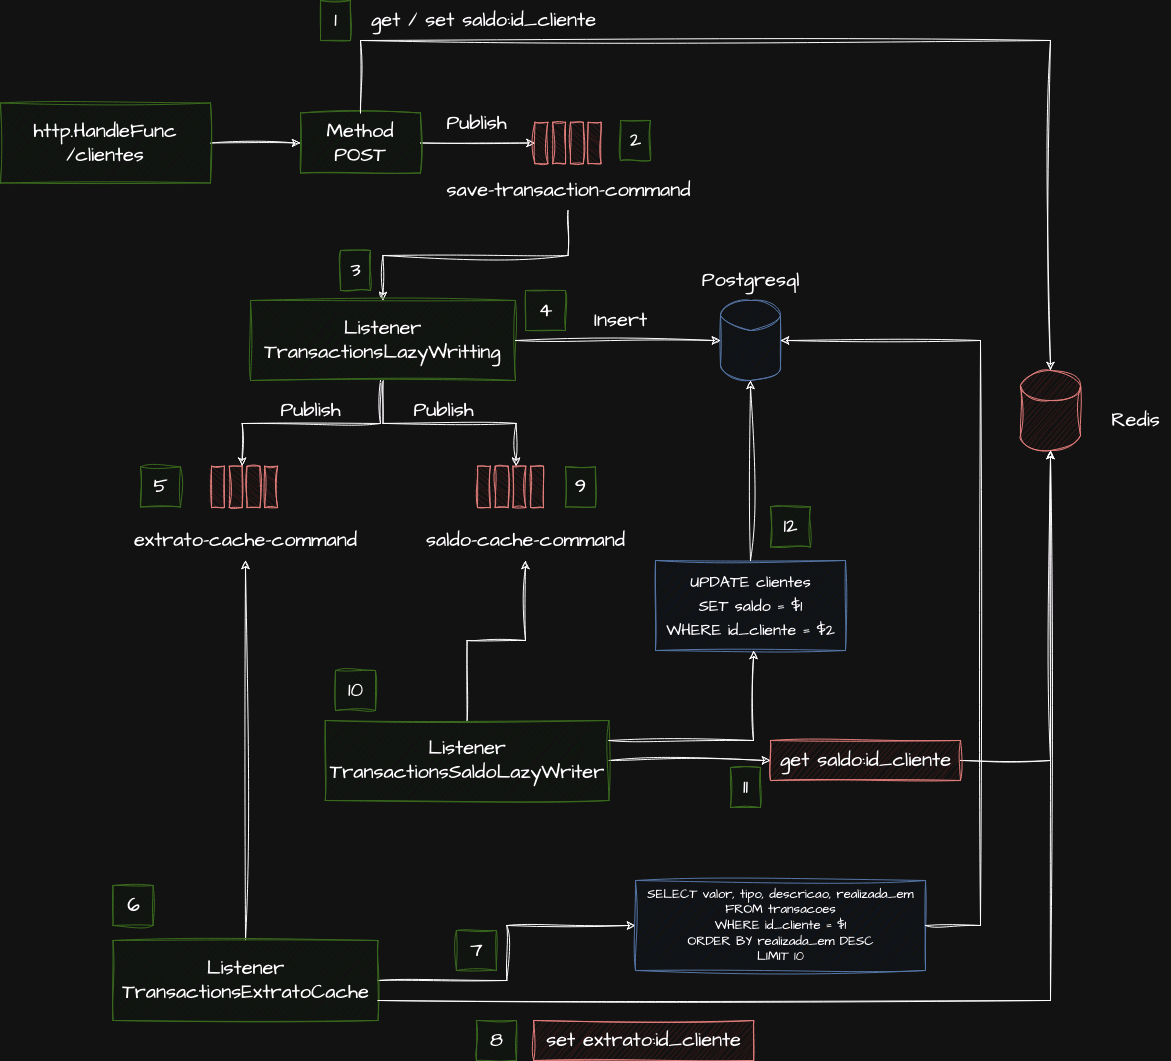 1
get / set saldo:id_cliente
http.HandleFunc
/clientes
Method
POST
Publish
2
save-transaction-command
3
Listener
TransactionsLazyWritting
4
Insert
Postgresql
Redis
Publish
Publish
5
9
extrato-cache-command
saldo-cache-command
12
UPDATE clientes
SET saldo = $1
WHERE id_cliente = $2
10
Listener
TransactionsSaldoLazyWriter
get saldo:id_cliente
11
6
7
SELECT valor, tipo, descricao, realizada_em
FROM transacoes
WHERE id_cliente = $1
ORDER BY realizada_em DESC
LIMIT 10
Listener
TransactionsExtratoCache
8
set extrato:id_cliente